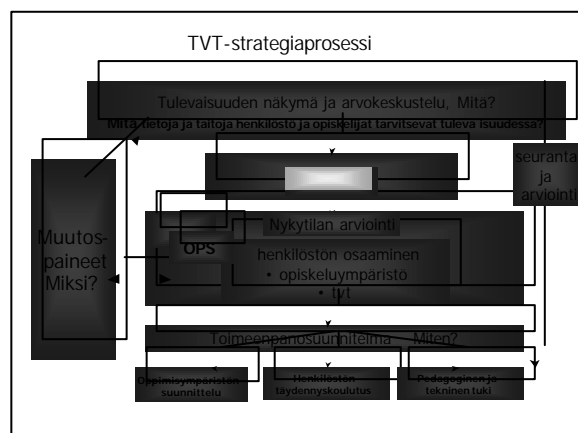 TVT-strategiaprosessi
Tulevaisuuden näkymä ja arvokeskustelu, Mitä?
Mitä tietoja ja taitoja henkilöstö ja opiskelijat tarvitsevat tuleva isuudessa?
seuranta
ja
arviointi
Muutos-
paineet
Miksi?
Nykytilan arviointi
OPS
henkilöstön osaaminen
• opiskeluympäristö
• tvt
Toimeenpanosuunnitelma Miten?
Oppimisympäristön
suunnittelu
Henkilöstön
täydennyskoulutus
Pedagoginen ja
tekninen tuki